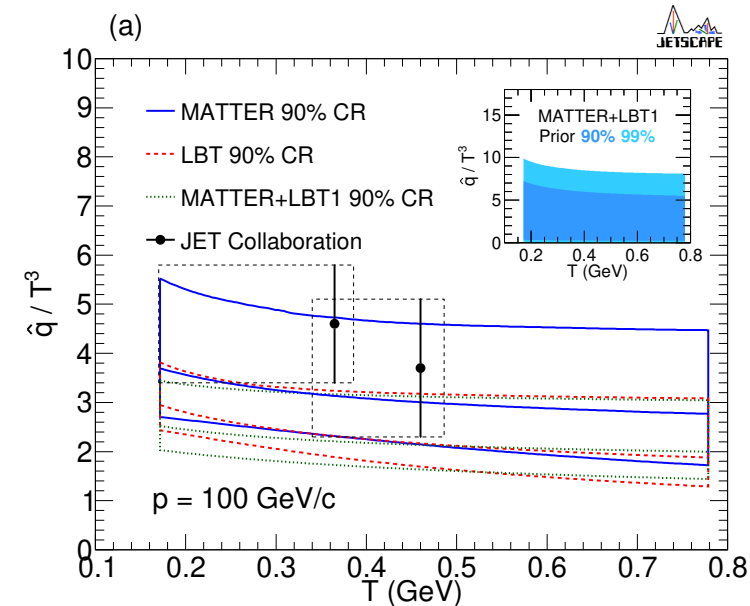 (a)
JETSCAPE
10
9
8
7
6
5
4
3
2
1
0
q̂ / T³
MATTER 90% CR
LBT 90% CR
MATTER+LBT1 90% CR
JET Collaboration
MATTER+LBT1
Prior 90% 99%
15
10
5
0
q̂ / T³
0.2 0.4 0.6 0.8
T (GeV)
p = 100 GeV/c
0.1 0.2 0.3 0.4 0.5 0.6 0.7 0.8
T (GeV)